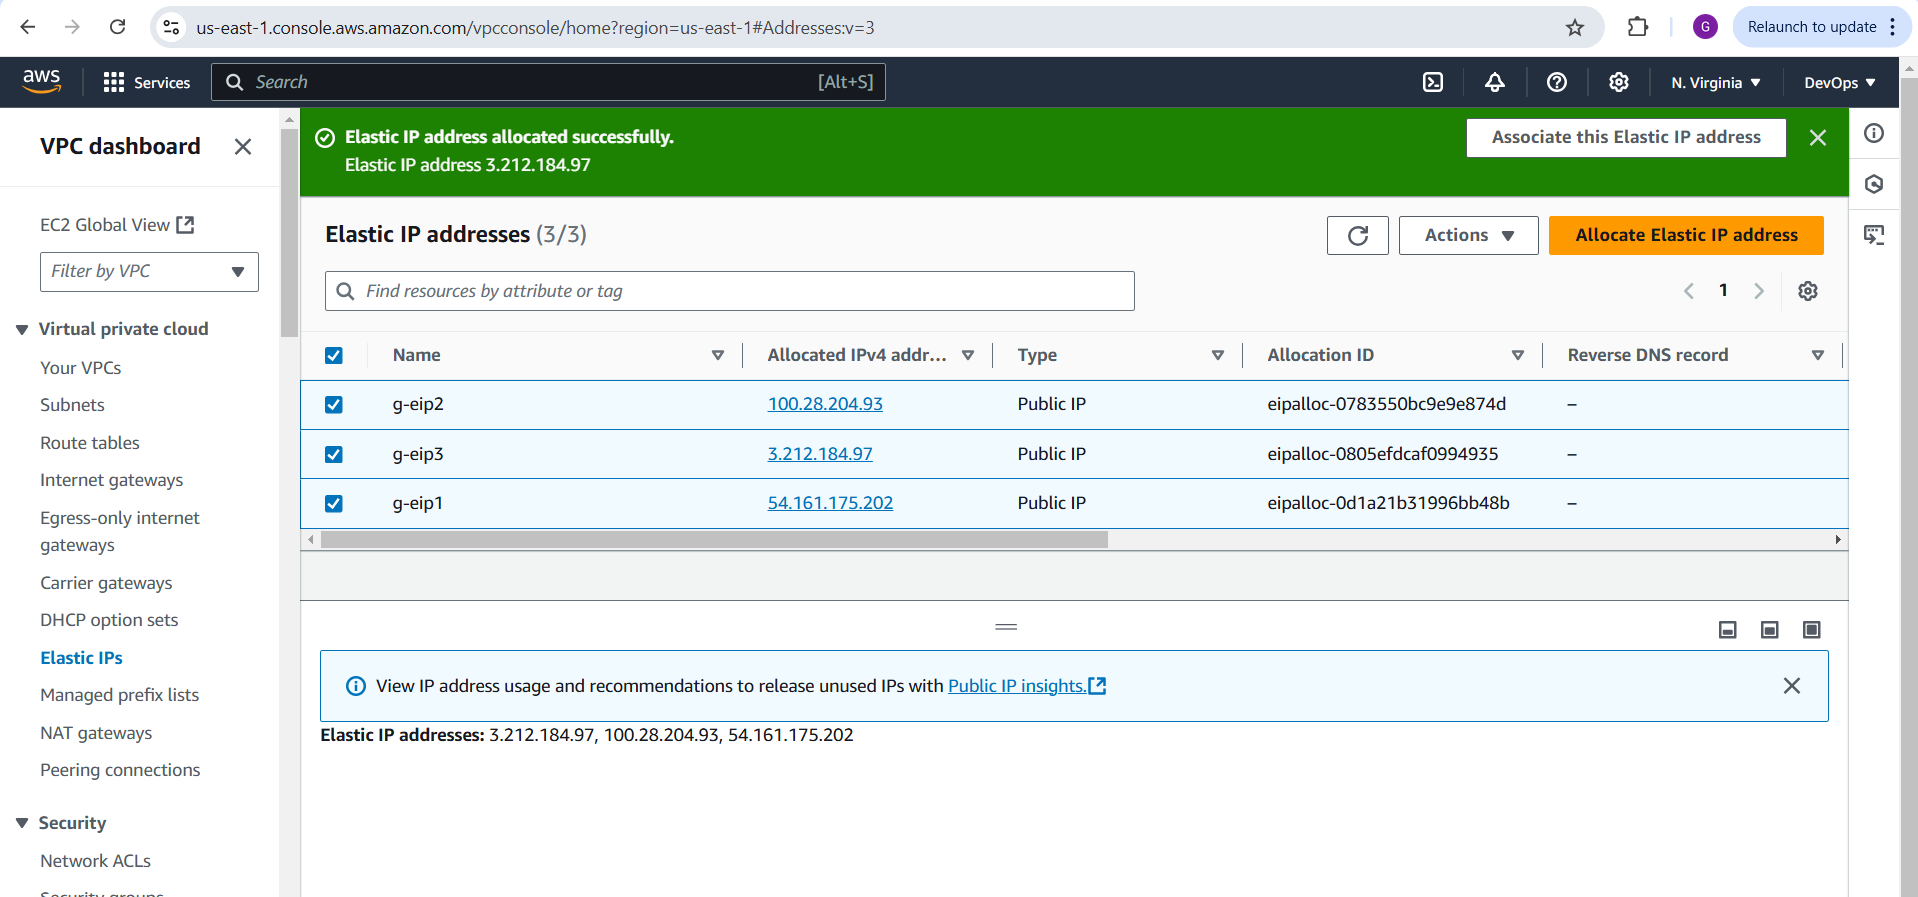 us-east-1.console.aws.amazon.com/vpcconsole/home?region=us-east-1#Addresses:v=3
G
Relaunch to update
aws
Services
Search
[Alt+S]
N. Virginia
DevOps
VPC dashboard
EC2 Global View
Filter by VPC
Virtual private cloud
Your VPCs
Subnets
Route tables
Internet gateways
Egress-only internet
gateways
Carrier gateways
DHCP option sets
Elastic IPs
Managed prefix lists
NAT gateways
Peering connections
Security
Network ACLs
Security groups
Elastic IP address allocated successfully.
Elastic IP address 3.212.184.97
Associate this Elastic IP address
Elastic IP addresses (3/3)
Actions
Allocate Elastic IP address
Find resources by attribute or tag
1
Name Allocated IPv4 addr... Type Allocation ID Reverse DNS record
g-eip2 100.28.204.93 Public IP eipalloc-0783550bc9e9e874d –
g-eip3 3.212.184.97 Public IP eipalloc-0805efdcaf0994935 –
g-eip1 54.161.175.202 Public IP eipalloc-0d1a21b31996bb48b –
View IP address usage and recommendations to release unused IPs with Public IP insights.
Elastic IP addresses: 3.212.184.97, 100.28.204.93, 54.161.175.202